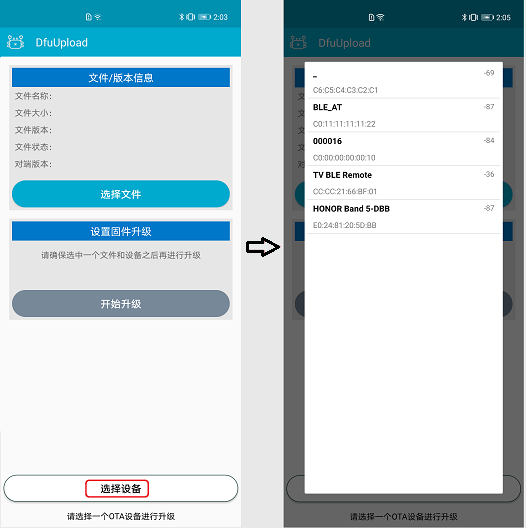 2:03
DfuUpload
文件/版本信息
文件名称：
文件大小：
文件版本：
文件状态：
对端版本：
选择文件
设置固件升级
请确保选中一个文件和设备之后再进行升级
开始升级
选择设备
请选择一个OTA设备进行升级
2:05
DfuUpload
_ -69
C6:C5:C4:C3:C2:C1
BLE_AT -87
C0:11:11:11:11:22
000016 -84
C0:00:00:00:00:10
TV BLE Remote -36
CC:CC:21:66:BF:01
HONOR Band 5-DBB -87
E0:24:81:20:5D:BB
请选择一个OTA设备进行升级